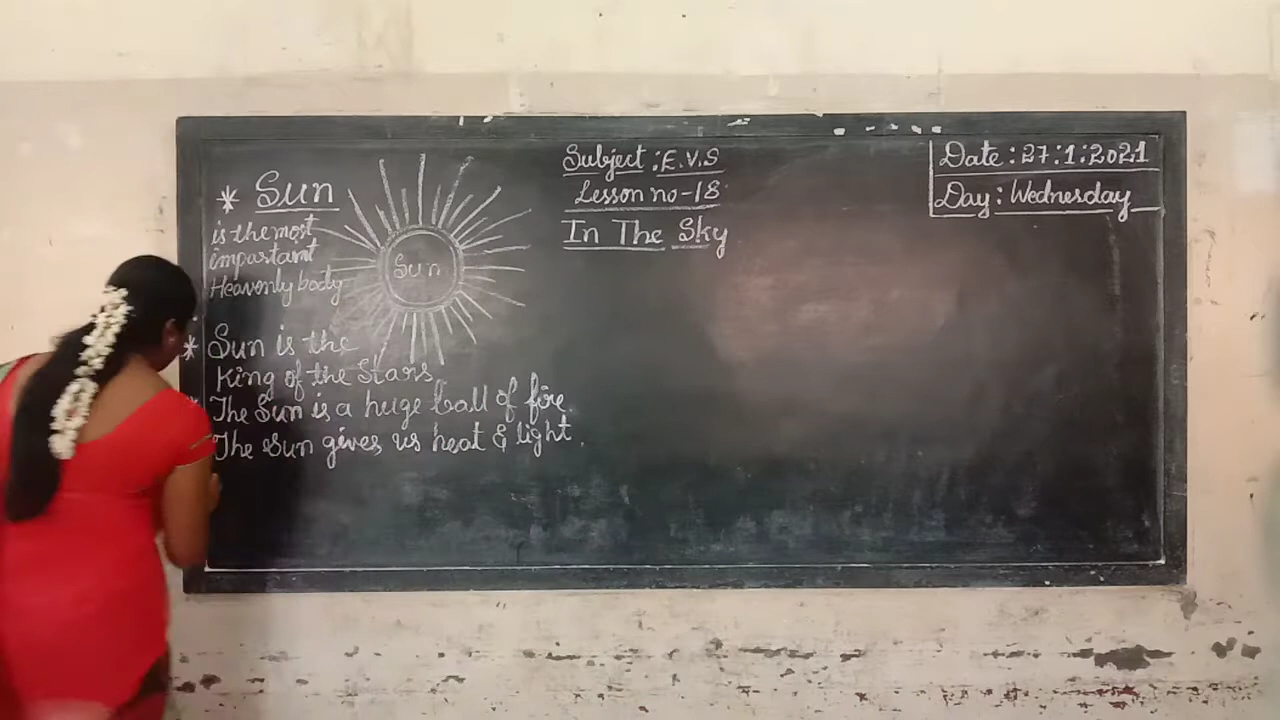 Subject : E.V.S
Lesson no-18
In The Sky
Date : 27:1:2021
Day : Wednesday
* Sun
is the most
impartant
Heavenly body
Sun
* Sun is the
King of the Stars
* The Sun is a huge ball of fire.
The Sun gives us heat & light.